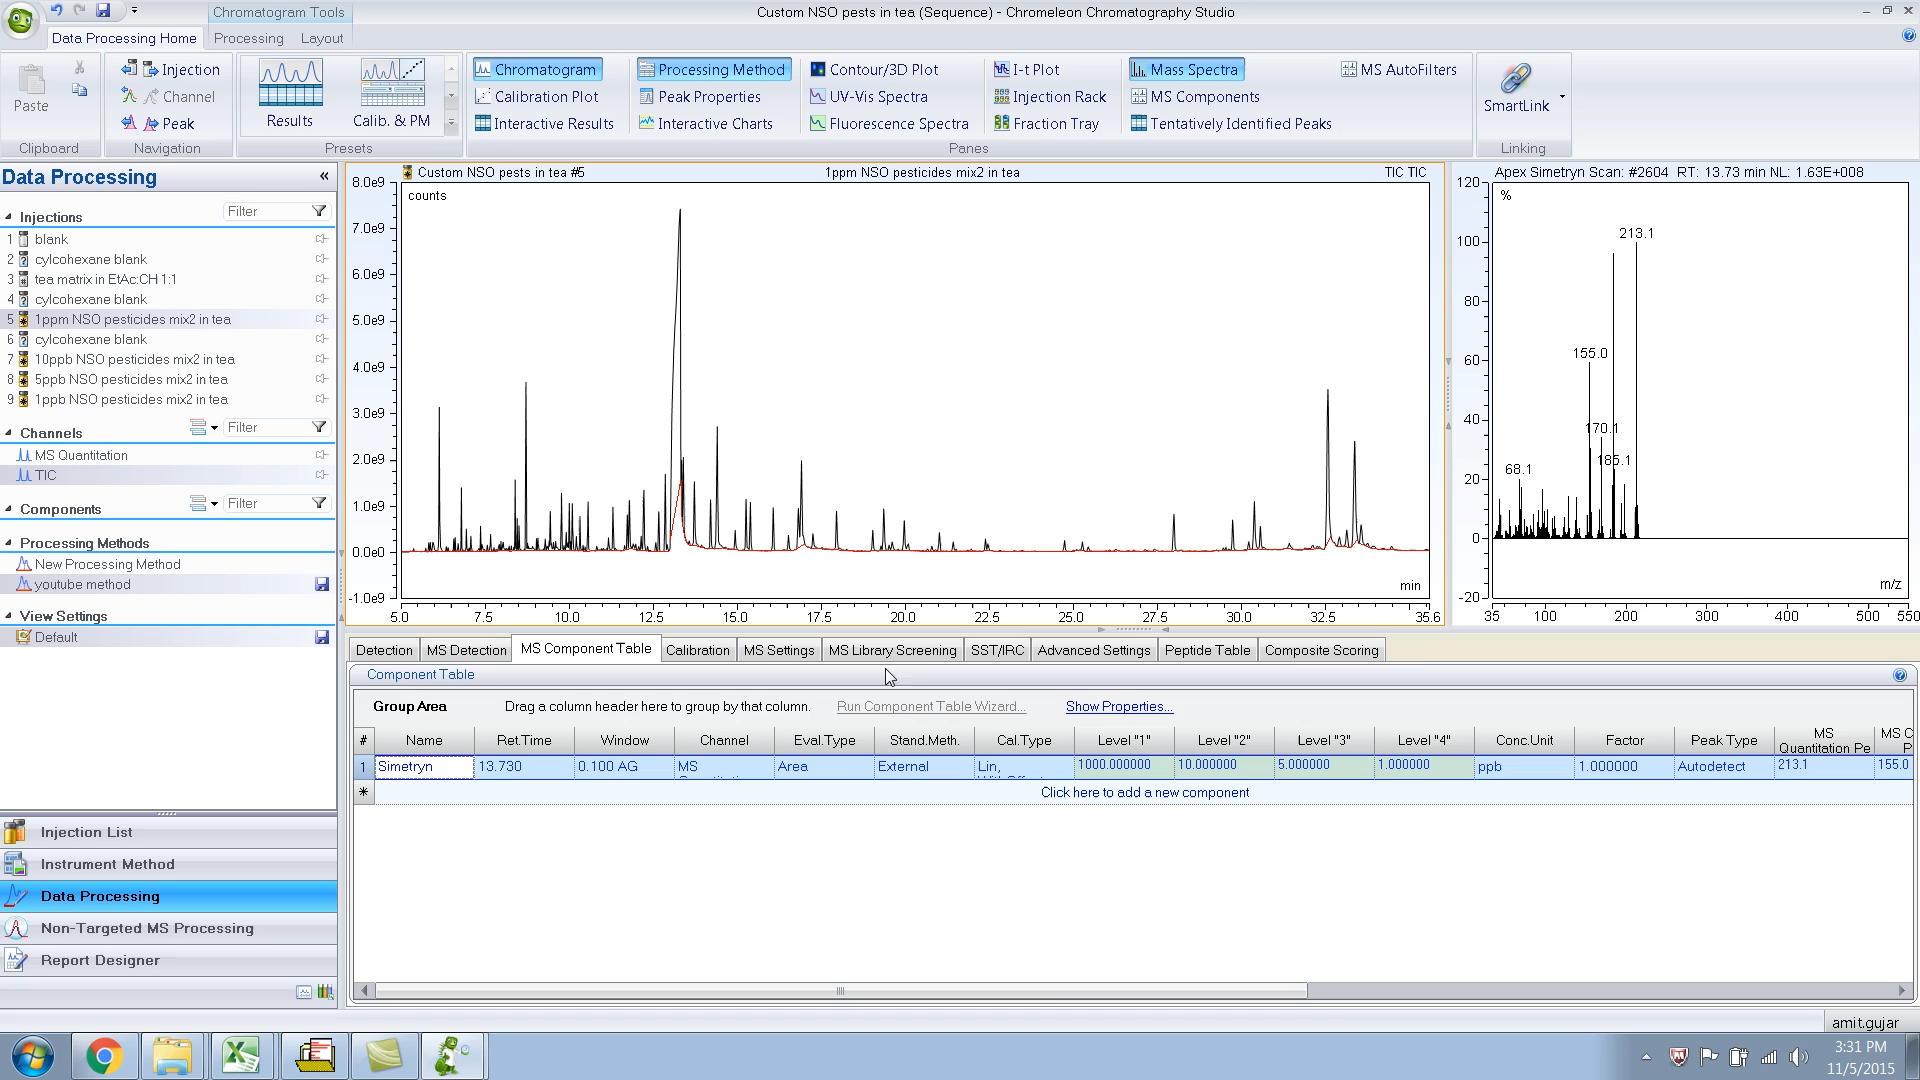 Chromatogram Tools
Custom NSO pests in tea (Sequence) - Chromeleon Chromatography Studio
Data Processing Home
Processing
Layout
Paste
Clipboard
Injection
Channel
Peak
Navigation
Results
Calib. & PM
Presets
Chromatogram
Calibration Plot
Interactive Results
Processing Method
Peak Properties
Interactive Charts
Contour/3D Plot
UV-Vis Spectra
Fluorescence Spectra
I-t Plot
Injection Rack
Fraction Tray
Mass Spectra
MS Components
Tentatively Identified Peaks
MS AutoFilters
Panes
SmartLink
Linking
Data Processing
«
Injections
Filter
1 blank
2 cylcohexane blank
3 tea matrix in EtAc:CH 1:1
4 cylcohexane blank
5 1ppm NSO pesticides mix2 in tea
6 cylcohexane blank
7 10ppb NSO pesticides mix2 in tea
8 5ppb NSO pesticides mix2 in tea
9 1ppb NSO pesticides mix2 in tea
Channels
Filter
MS Quantitation
TIC
Components
Filter
Processing Methods
New Processing Method
youtube method
View Settings
Default
Injection List
Instrument Method
Data Processing
Non-Targeted MS Processing
Report Designer
Custom NSO pests in tea #5
1ppm NSO pesticides mix2 in tea
TIC TIC
counts
8.0e9
7.0e9
6.0e9
5.0e9
4.0e9
3.0e9
2.0e9
1.0e9
0.0e0
-1.0e9
min
5.0 7.5 10.0 12.5 15.0 17.5 20.0 22.5 25.0 27.5 30.0 32.5 35.6
Apex Simetryn Scan: #2604 RT: 13.73 min NL: 1.63E+008
%
120
100
80
60
40
20
0
-20
213.1
155.0
170.1
185.1
68.1
m/z
35 100 200 300 400 500 550
Detection
MS Detection
MS Component Table
Calibration
MS Settings
MS Library Screening
SST/IRC
Advanced Settings
Peptide Table
Composite Scoring
Component Table
Group Area
Drag a column header here to group by that column.
Run Component Table Wizard...
Show Properties...
# Name Ret.Time Window Channel Eval.Type Stand.Meth. Cal.Type Level "1" Level "2" Level "3" Level "4" Conc.Unit Factor Peak Type MS Quantitation Pe MS C
1 Simetryn 13.730 0.100 AG MS Area External Lin, 1000.000000 10.000000 5.000000 1.000000 ppb 1.000000 Autodetect 213.1 155.0
Click here to add a new component
amit.gujar
3:31 PM
11/5/2015